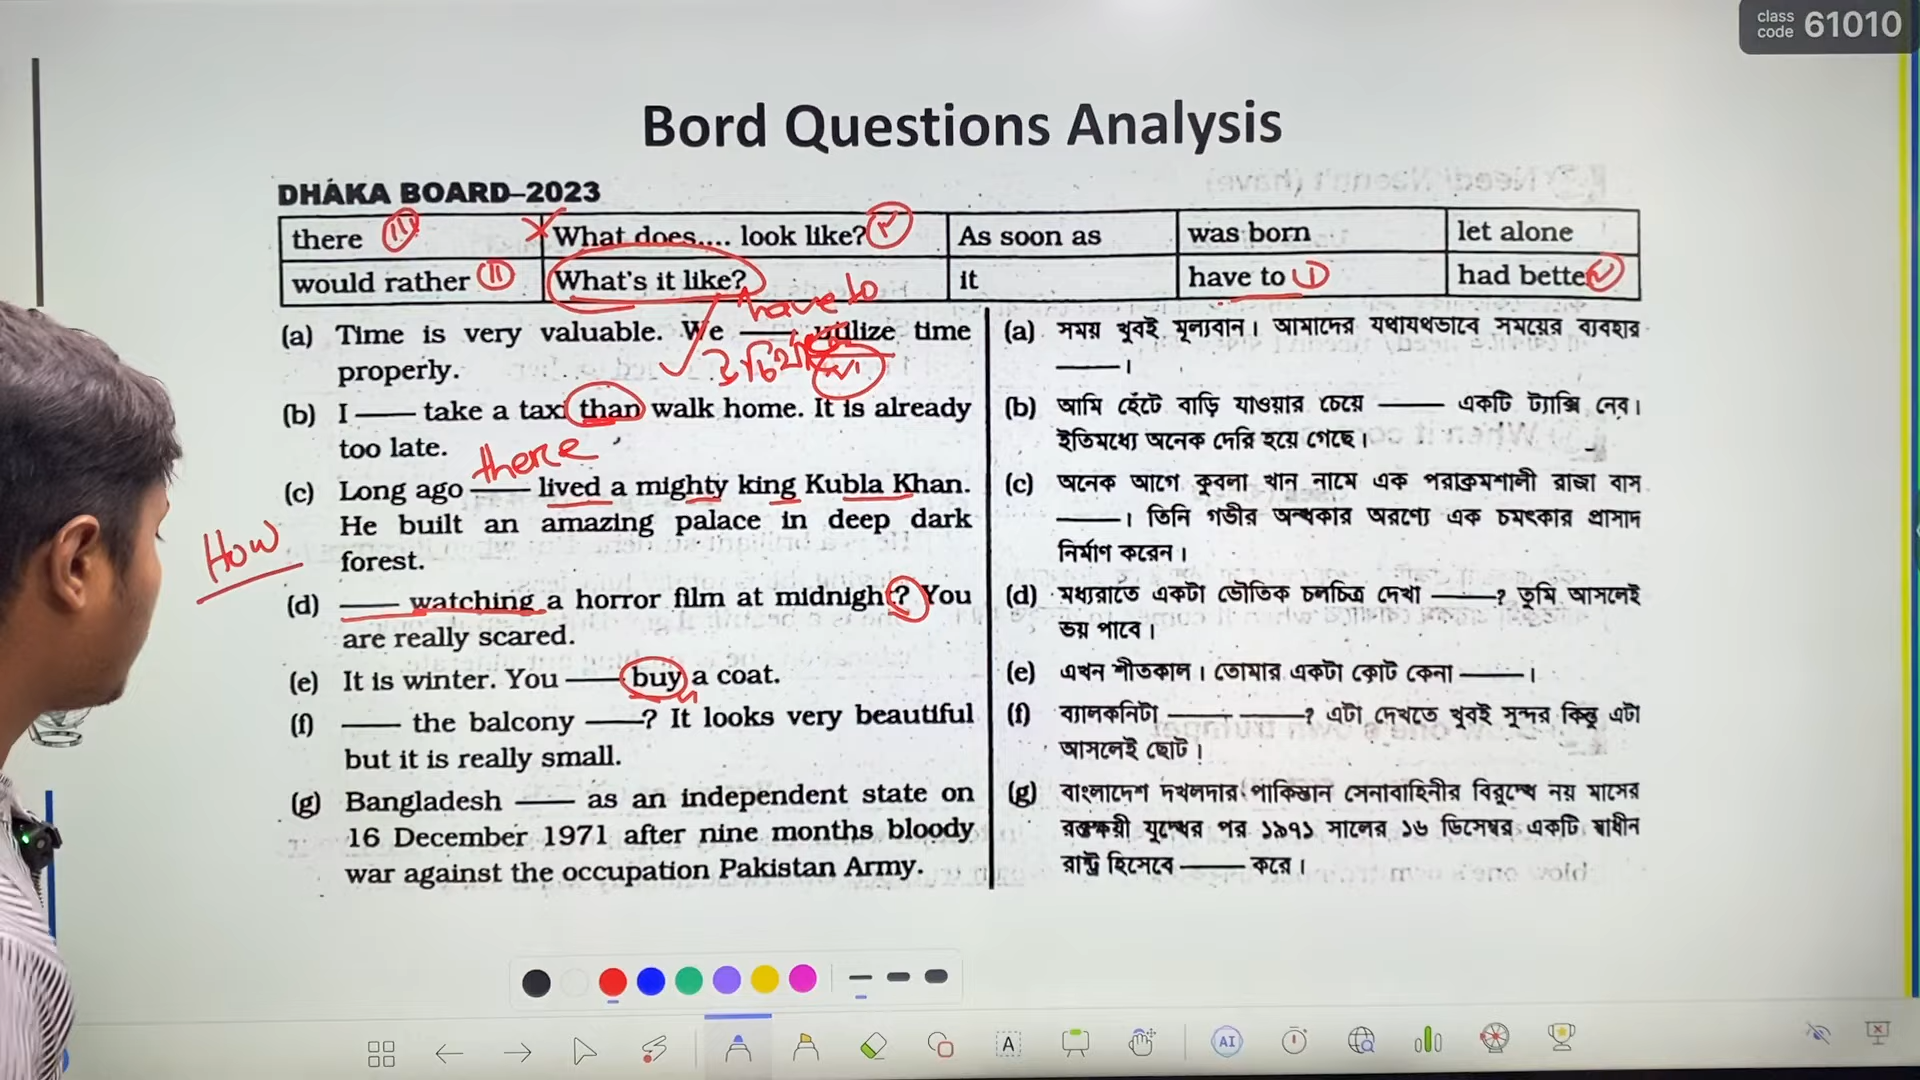 class
code 61010
Bord Questions Analysis
DHAKA BOARD–2023
there What does.... look like? As soon as was born let alone
would rather What's it like? it have to had better
have to
(a) Time is very valuable. We —— utilize time
properly.
(b) I —— take a taxi than walk home. It is already
too late.
there
(c) Long ago —— lived a mighty king Kubla Khan.
He built an amazing palace in deep dark
forest.
How
(d) —— watching a horror film at midnight? You
are really scared.
(e) It is winter. You —— buy a coat.
(f) —— the balcony ——? It looks very beautiful
but it is really small.
(g) Bangladesh —— as an independent state on
16 December 1971 after nine months bloody
war against the occupation Pakistan Army.
(a) সময় খুবই মূল্যবান। আমাদের যথাযথভাবে সময়ের ব্যবহার
——।
(b) আমি হেঁটে বাড়ি যাওয়ার চেয়ে —— একটি ট্যাক্সি নেব।
ইতিমধ্যে অনেক দেরি হয়ে গেছে।
(c) অনেক আগে কুবলা খান নামে এক পরাক্রমশালী রাজা বাস
——। তিনি গভীর অন্ধকার অরণ্যে এক চমৎকার প্রাসাদ
নির্মাণ করেন।
(d) মধ্যরাতে একটা ভৌতিক চলচিত্র দেখা ——? তুমি আসলেই
ভয় পাবে।
(e) এখন শীতকাল। তোমার একটা কোট কেনা ——।
(f) ব্যালকনিটা —— ——? এটা দেখতে খুবই সুন্দর কিন্তু এটা
আসলেই ছোট।
(g) বাংলাদেশ দখলদার পাকিস্তান সেনাবাহিনীর বিরুদ্ধে নয় মাসের
রক্তক্ষয়ী যুদ্ধের পর ১৯৭১ সালের ১৬ ডিসেম্বর একটি স্বাধীন
রাষ্ট্র হিসেবে —— করে।
A
AI